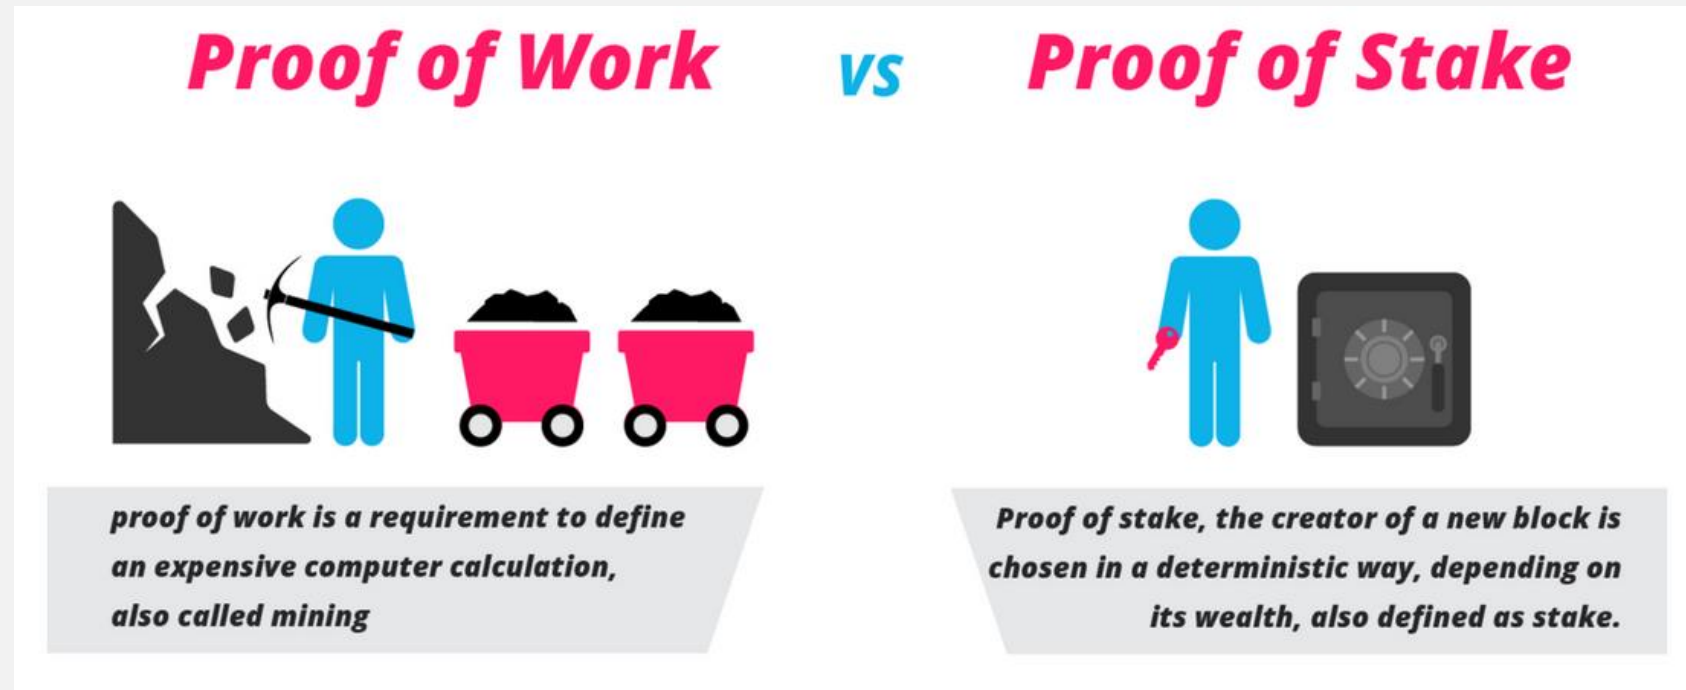 Proof of Work vs Proof of Stake
proof of work is a requirement to define
an expensive computer calculation,
also called mining
Proof of stake, the creator of a new block is
chosen in a deterministic way, depending on
its wealth, also defined as stake.